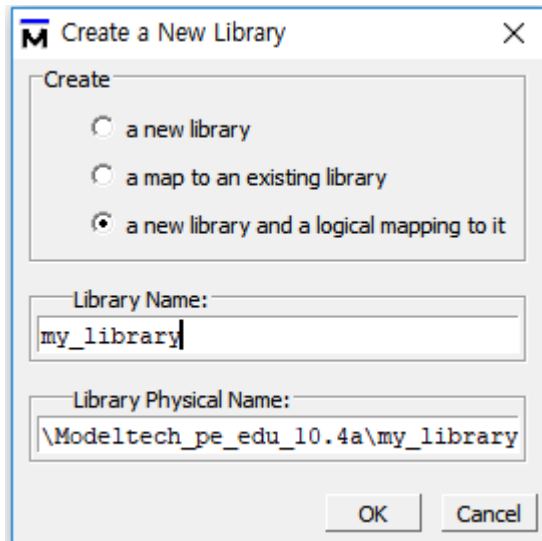 M Create a New Library
Create
a new library
a map to an existing library
a new library and a logical mapping to it
Library Name:
my_library
Library Physical Name:
\Modeltech_pe_edu_10.4a\my_library
OK Cancel